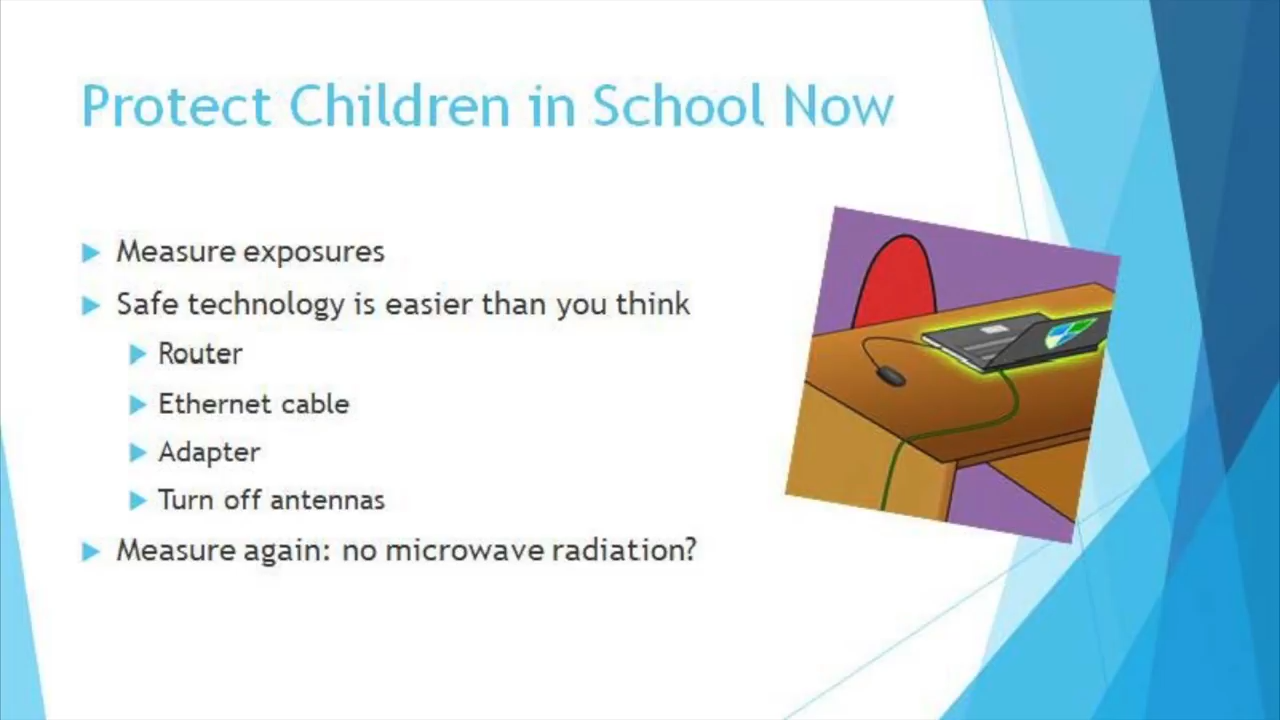 Protect Children in School Now
Measure exposures
Safe technology is easier than you think
Router
Ethernet cable
Adapter
Turn off antennas
Measure again: no microwave radiation?